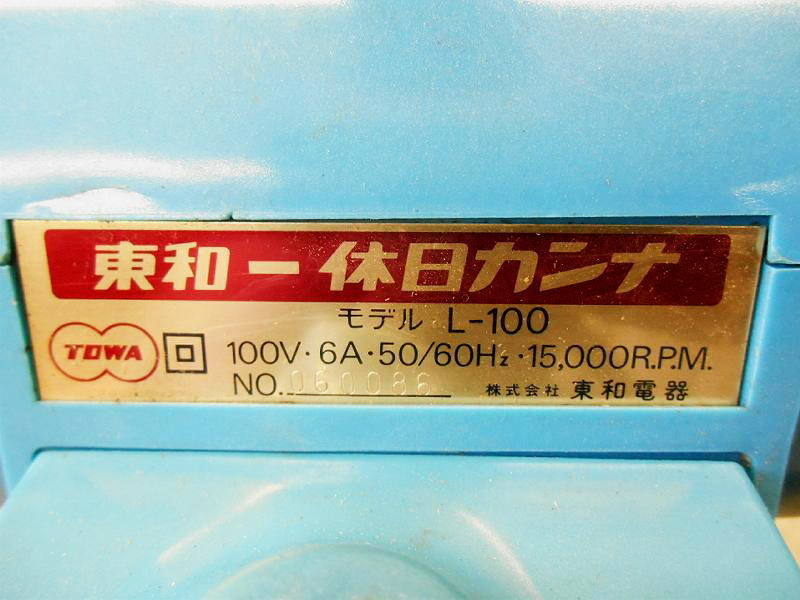 東和ー休日カンナ
モデル L-100
TOWA 100V・6A・50/60Hz・15,000R.P.M.
NO. 060086 株式会社 東和電器